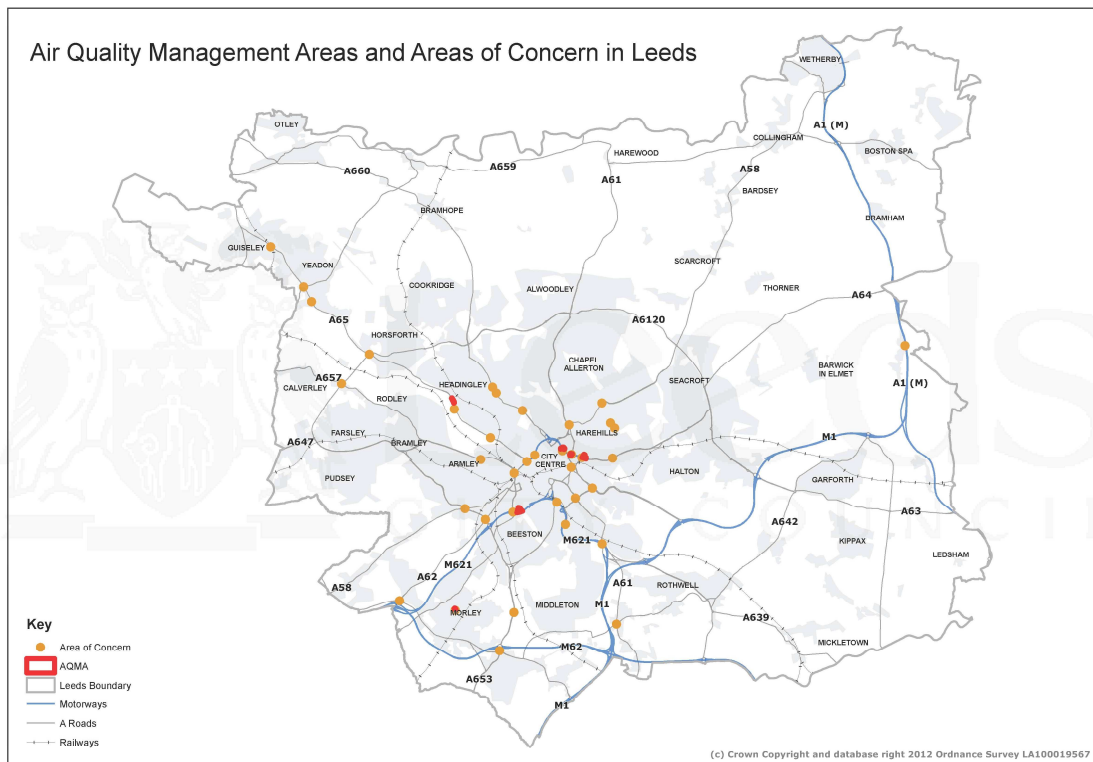 Air Quality Management Areas and Areas of Concern in Leeds
WETHERBY
A1 (M)
OTLEY
COLLINGHAM
HAREWOOD
BOSTON SPA
A659
A58
A660
A61
BARDSEY
BRAMHOPE
BRAMHAM
GUISELEY
YEADON
SCARCROFT
COOKRIDGE
ALWOODLEY
THORNER
A64
A65
A6120
HORSFORTH
CHAPEL
ALLERTON
BARWICK
IN ELMET
A657
CALVERLEY
HEADINGLEY
SEACROFT
A1 (M)
RODLEY
FARSLEY
HAREHILLS
M1
A647
BRAMLEY
CITY
CENTRE
ARMLEY
HALTON
PUDSEY
GARFORTH
A63
A642
BEESTON
M621
KIPPAX
LEDSHAM
M621
A62
A58
A61
ROTHWELL
M1
MIDDLETON
MORLEY
A639
MICKLETOWN
M62
A653
M1
Key
Area of Concern
AQMA
Leeds Boundary
Motorways
A Roads
Railways
(c) Crown Copyright and database right 2012 Ordnance Survey LA100019567